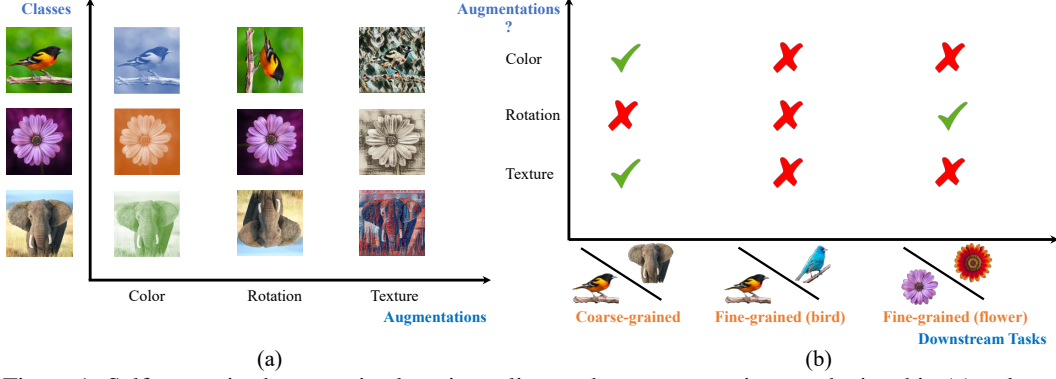 Classes
Color
Rotation
Texture
Augmentations
(a)
Augmentations
?
Color
Rotation
Texture
Coarse-grained
Fine-grained (bird)
Fine-grained (flower)
Downstream Tasks
(b)